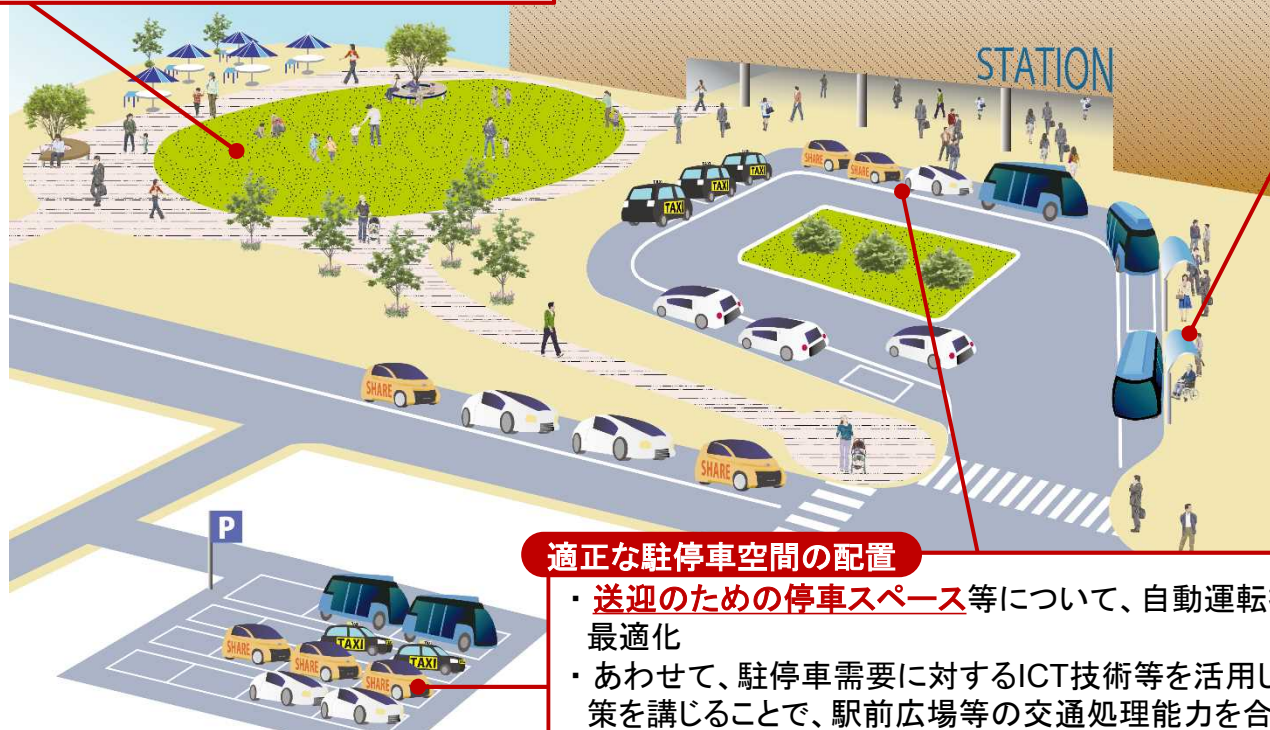 STATION
SHARE
SHARE
TAXI
TAXI
TAXI
SHARE
SHARE
P
TAXI
SHARE
SHARE
TAXI
SHARE
適正な駐停車空間の配置
・送迎のための停車スペース等について、自動運転
最適化
・あわせて、駐停車需要に対するICT技術等を活用し
策を講じることで、駅前広場等の交通処理能力を合